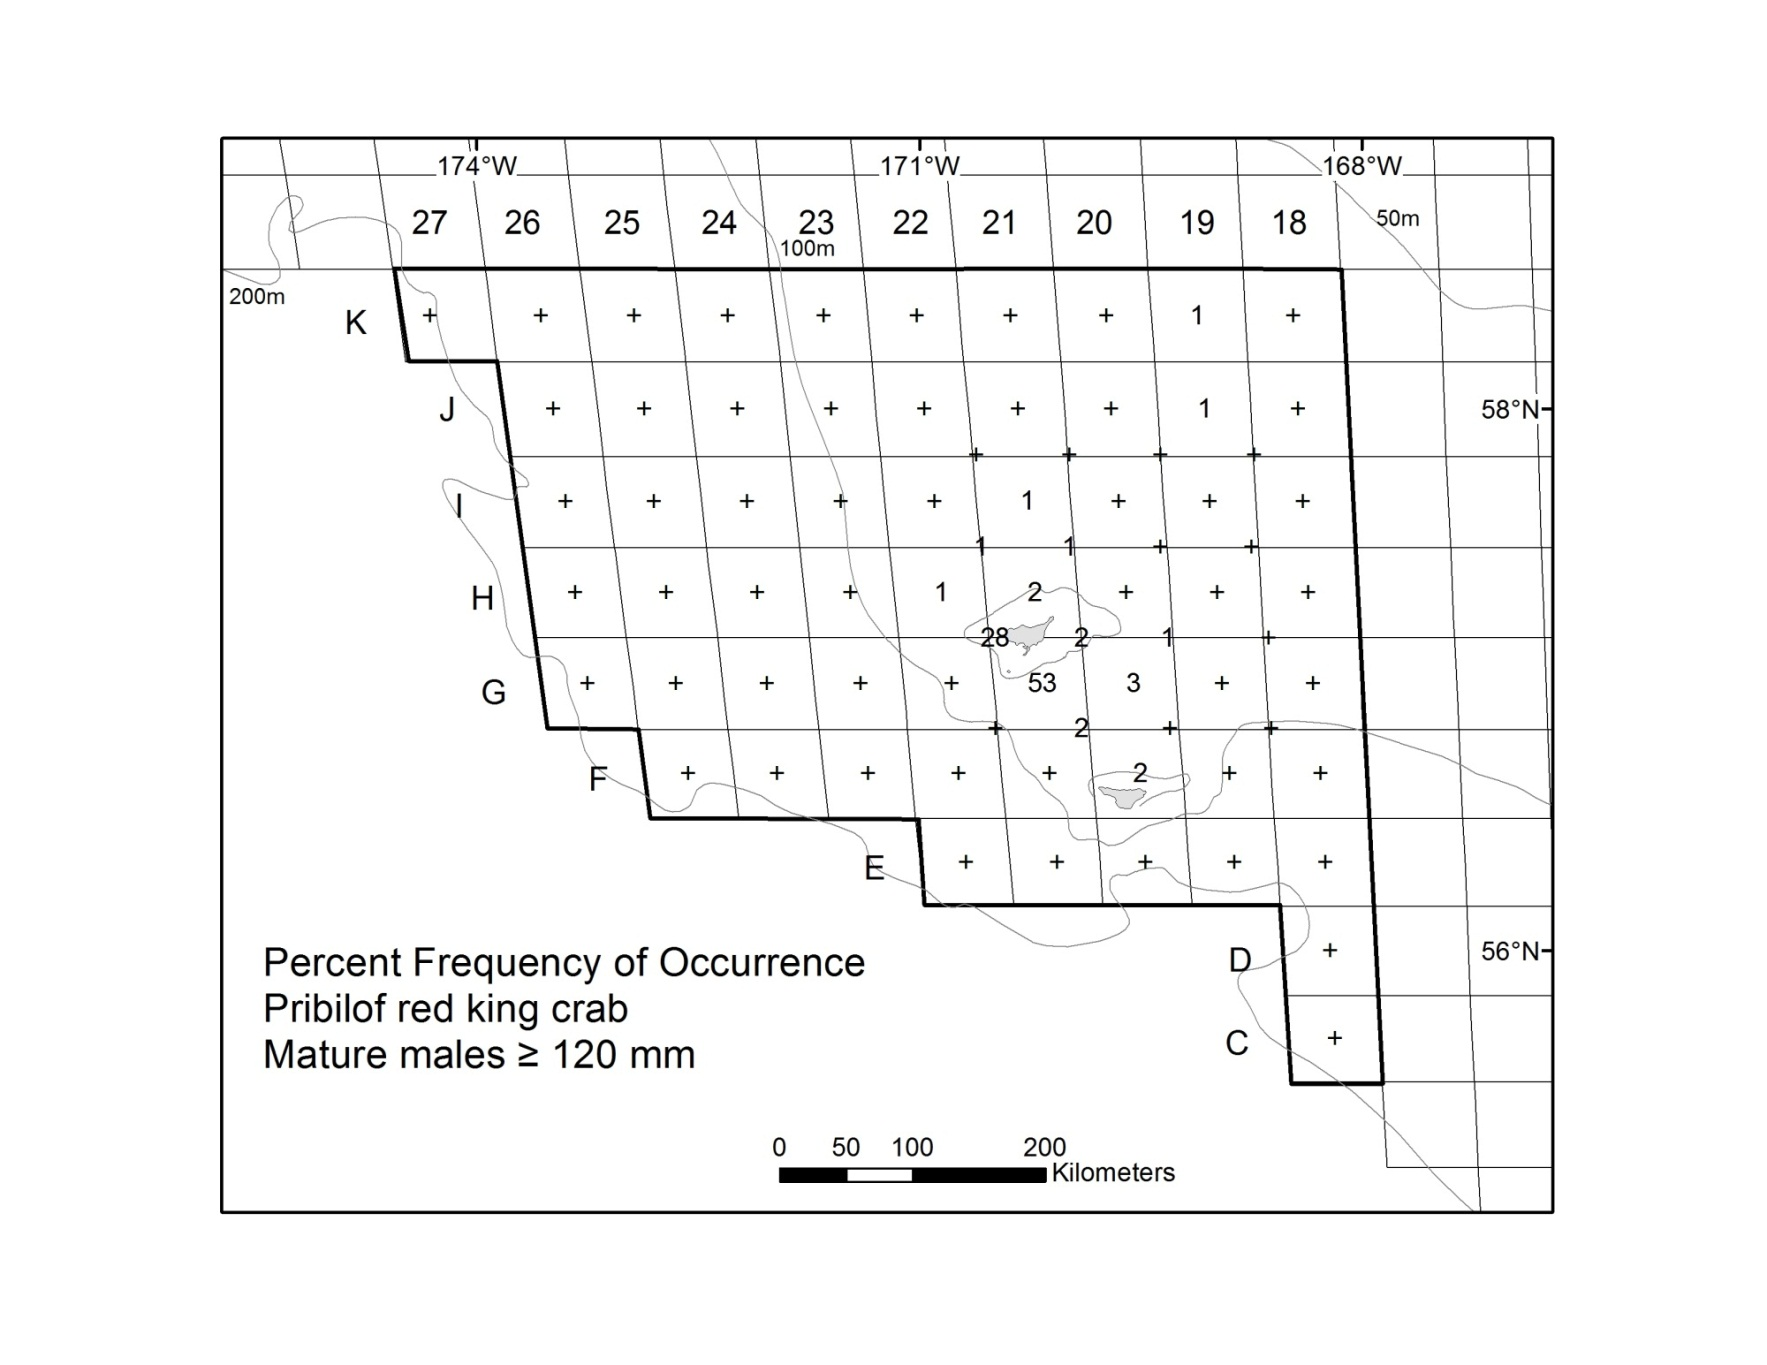 174°W 171°W 168°W
27 26 25 24 23 22 21 20 19 18 50m
100m
200m
K + + + + + + + + 1 +
J + + + + + + + 1 + 58°N
+ + + +
I + + + + + 1 + + +
1 1 + +
H + + + + 1 2 + + +
28 2 1 +
G + + + + + 53 3 + +
+ 2 + +
F + + + + + 2 + +
E + + + + +
D + 56°N
C +
Percent Frequency of Occurrence
Pribilof red king crab
Mature males ≥ 120 mm
0 50 100 200
Kilometers